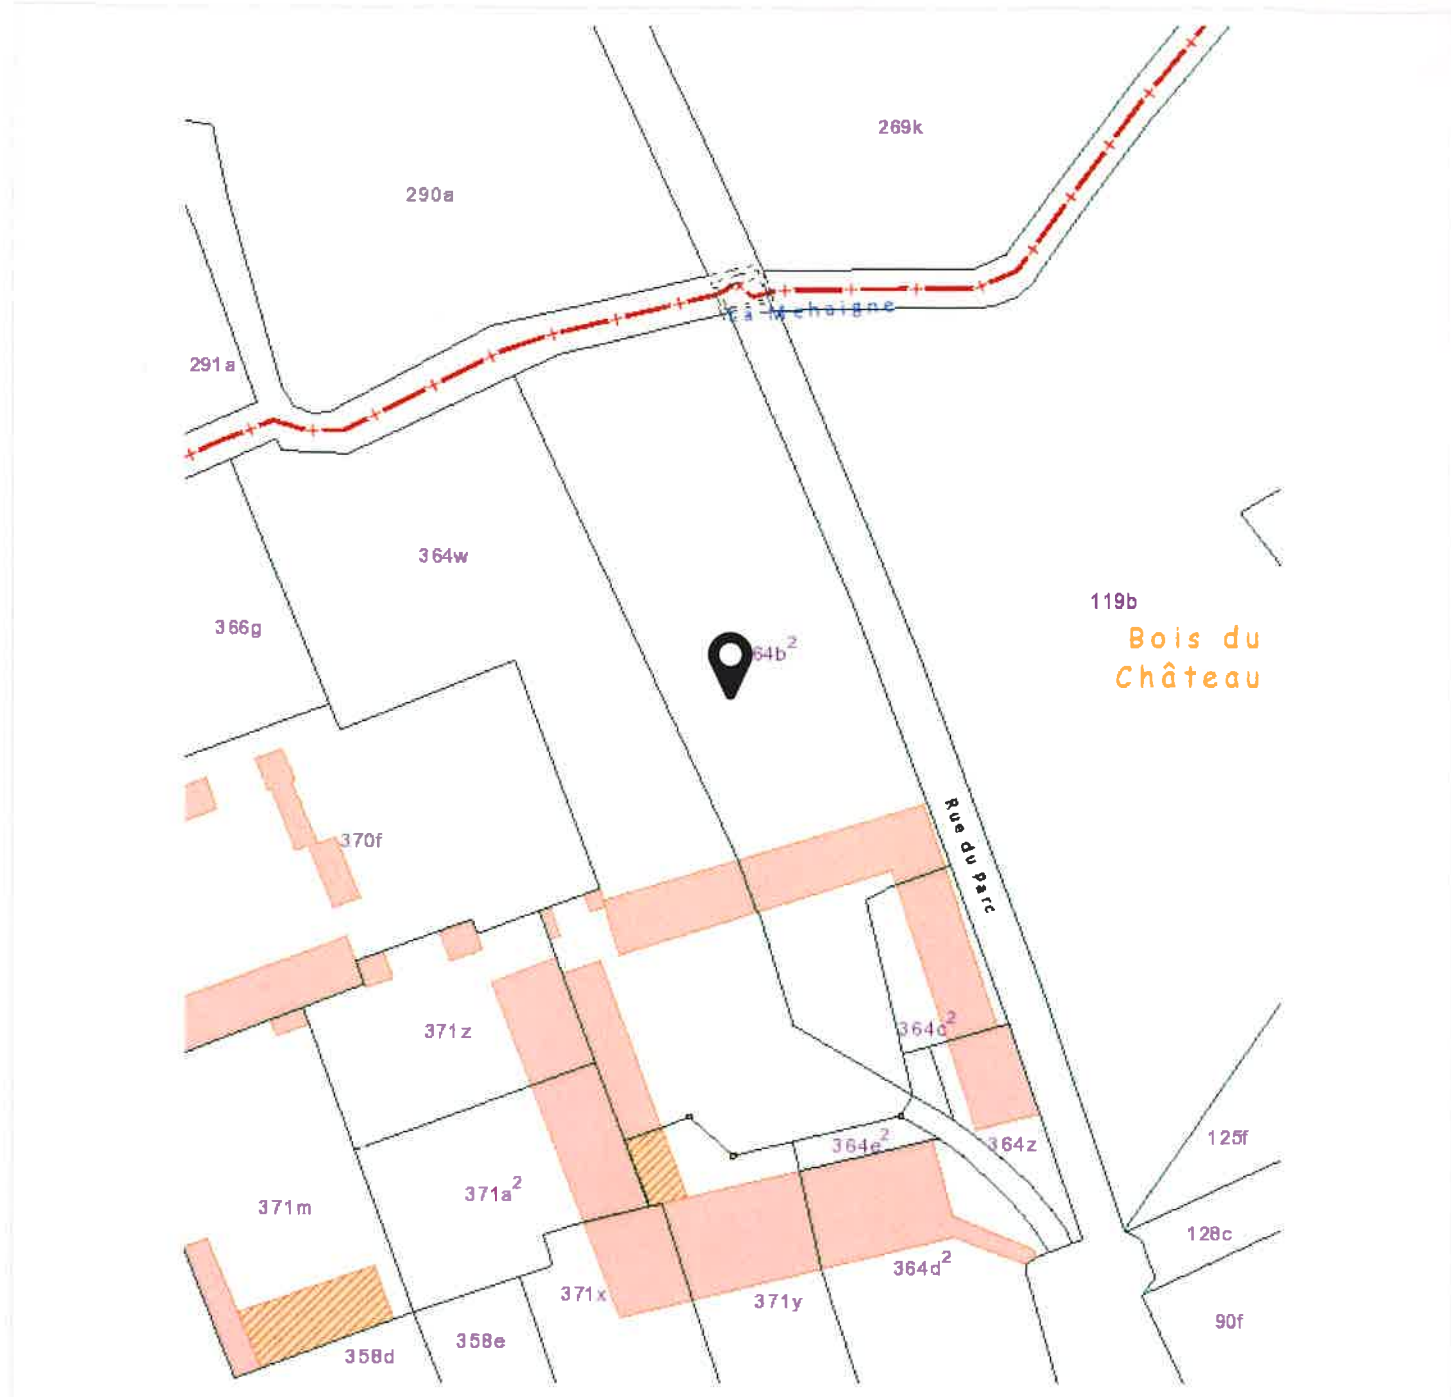 269k
290a
La Mehaigne
291a
364w
119b
366g
Bois du
Château
64b²
Rue du Parc
370f
364c²
371z
364e²
364z
125f
371a²
371m
128c
364d²
371x
371y
90f
358e
358d